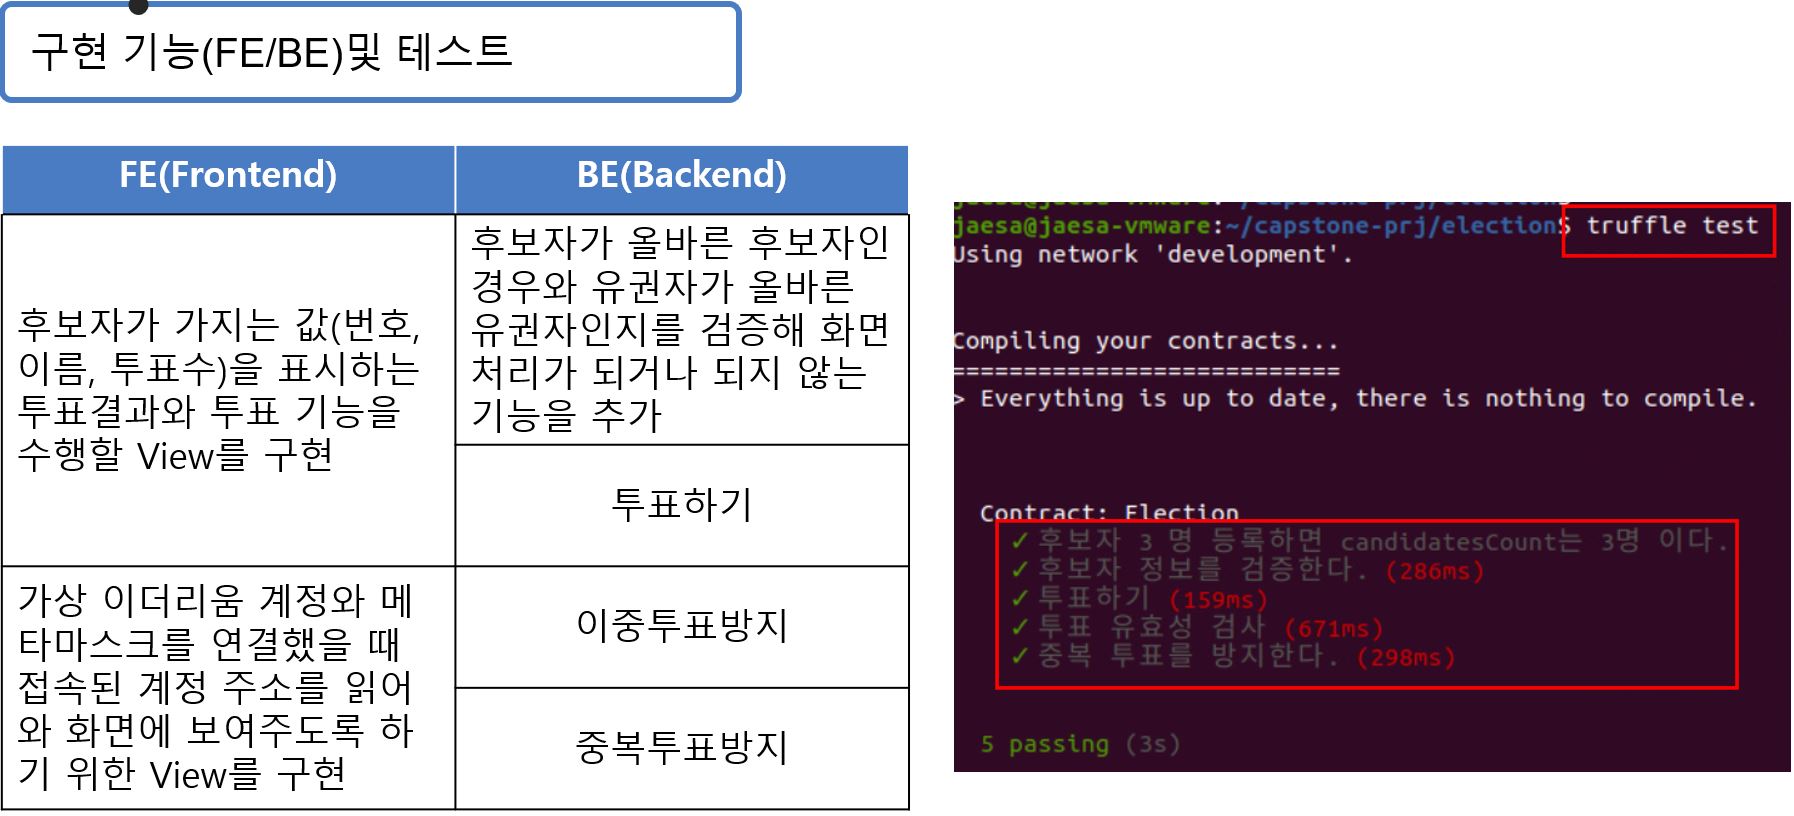 구현 기능(FE/BE)및 테스트
FE(Frontend)
BE(Backend)
후보자가 가지는 값(번호,
이름, 투표수)을 표시하는
투표결과와 투표 기능을
수행할 View를 구현
후보자가 올바른 후보자인
경우와 유권자가 올바른
유권자인지를 검증해 화면
처리가 되거나 되지 않는
기능을 추가
투표하기
가상 이더리움 계정와 메
타마스크를 연결했을 때
접속된 계정 주소를 읽어
와 화면에 보여주도록 하
기 위한 View를 구현
이중투표방지
중복투표방지
jaesa@jaesa-vmware:~/capstone-prj/election$
jaesa@jaesa-vmware:~/capstone-prj/election$ truffle test
Using network 'development'.
Compiling your contracts...
===========================
> Everything is up to date, there is nothing to compile.
Contract: Election
✓ 후보자 3 명 등록하면 candidatesCount는 3명 이다.
✓ 후보자 정보를 검증한다. (286ms)
✓ 투표하기 (159ms)
✓ 투표 유효성 검사 (671ms)
✓ 중복 투표를 방지한다. (298ms)
5 passing (3s)